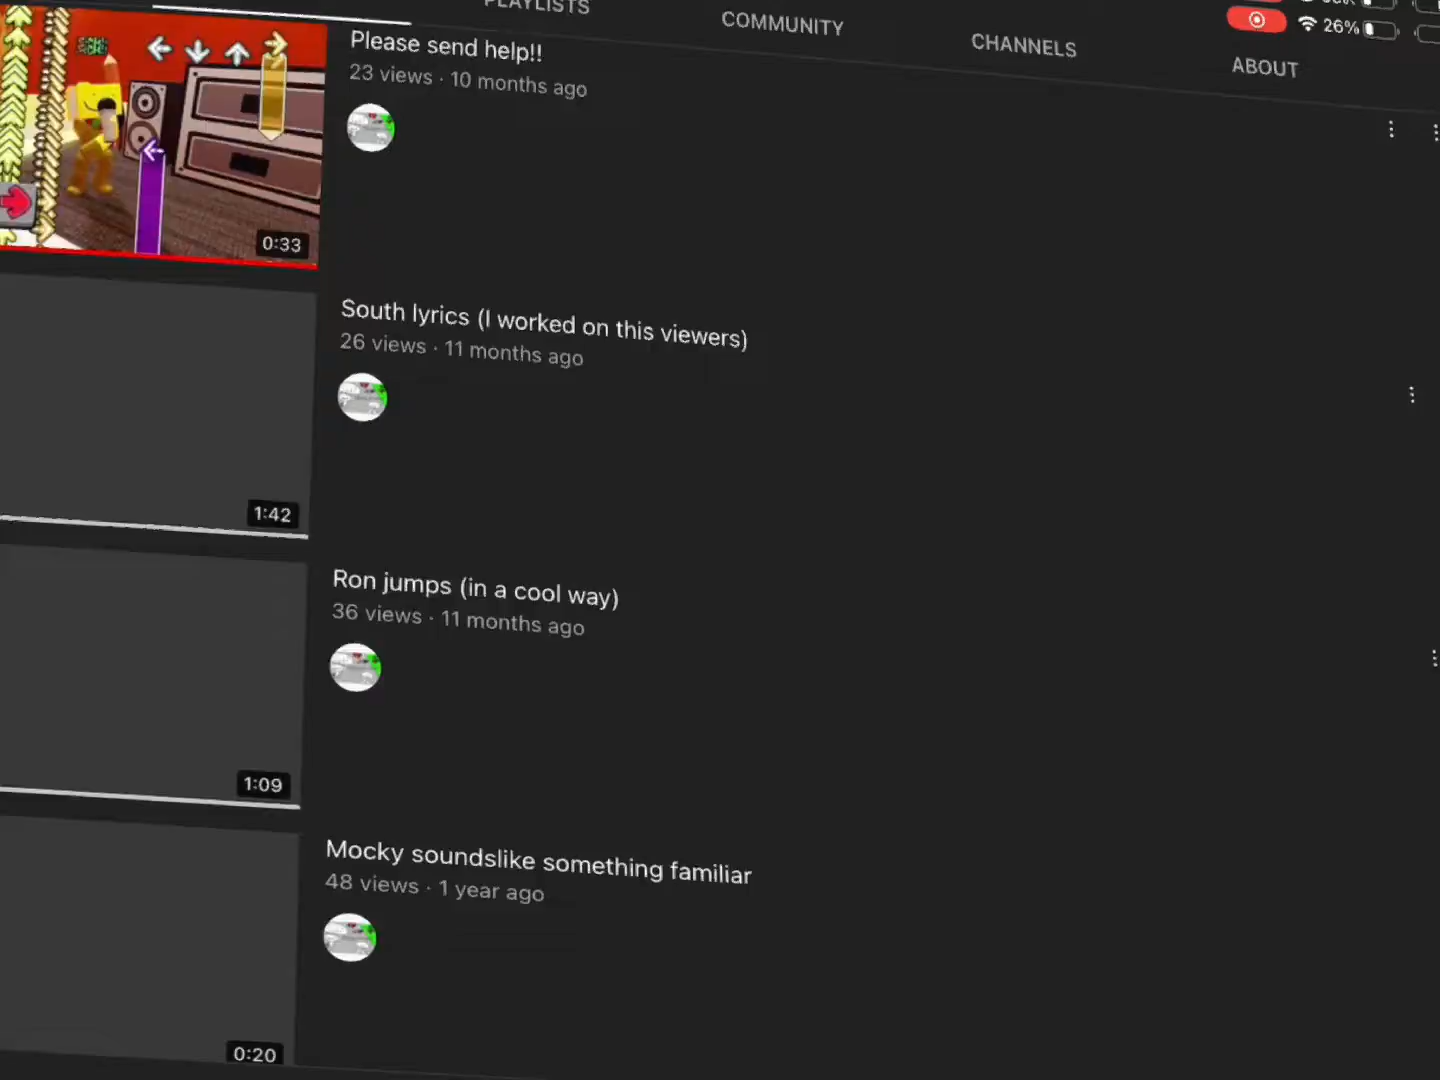 PLAYLISTS
COMMUNITY
CHANNELS
ABOUT
26%
Please send help!!
23 views · 10 months ago
0:33
South lyrics (I worked on this viewers)
26 views · 11 months ago
1:42
Ron jumps (in a cool way)
36 views · 11 months ago
1:09
Mocky soundslike something familiar
48 views · 1 year ago
0:20